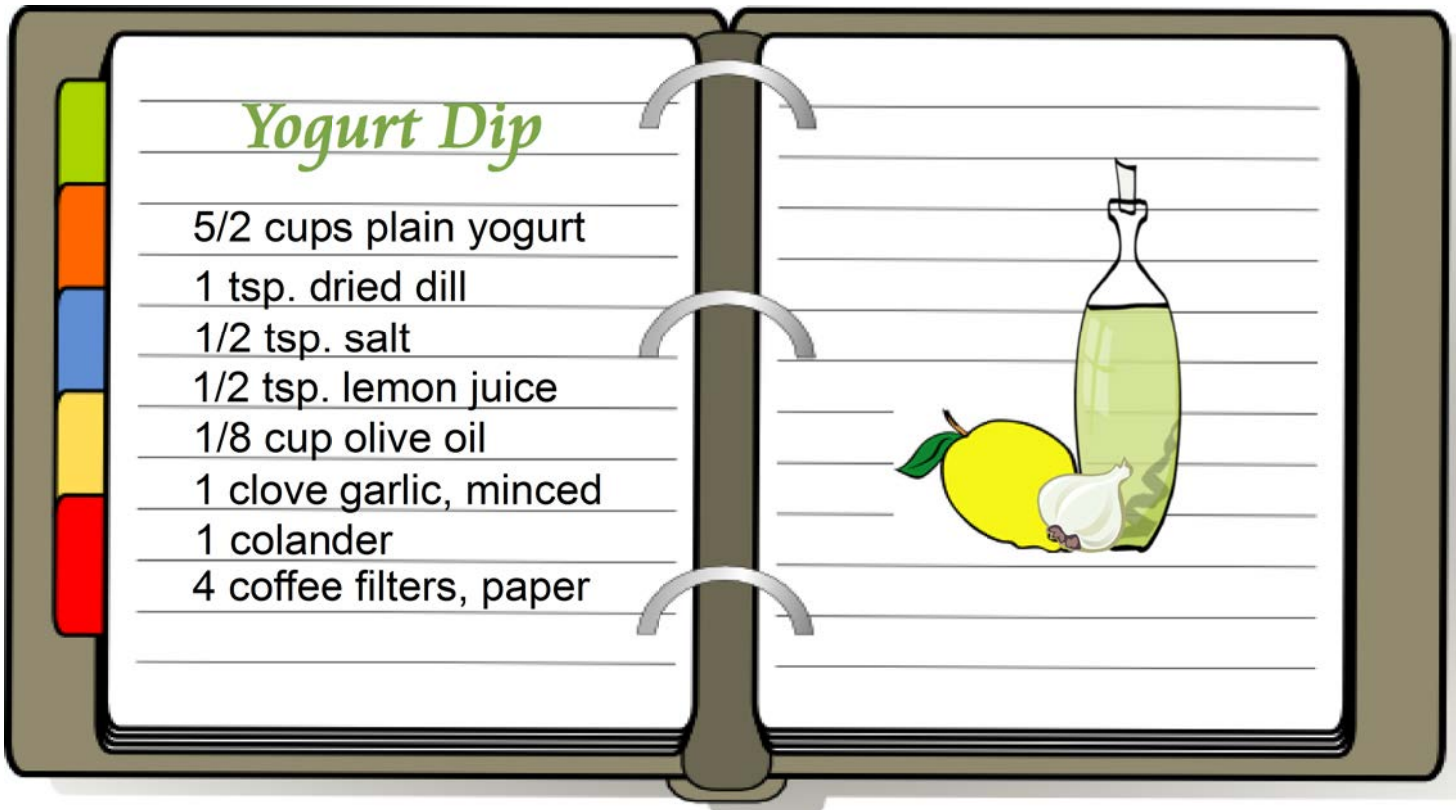 Yogurt Dip
5/2 cups plain yogurt
1 tsp. dried dill
1/2 tsp. salt
1/2 tsp. lemon juice
1/8 cup olive oil
1 clove garlic, minced
1 colander
4 coffee filters, paper